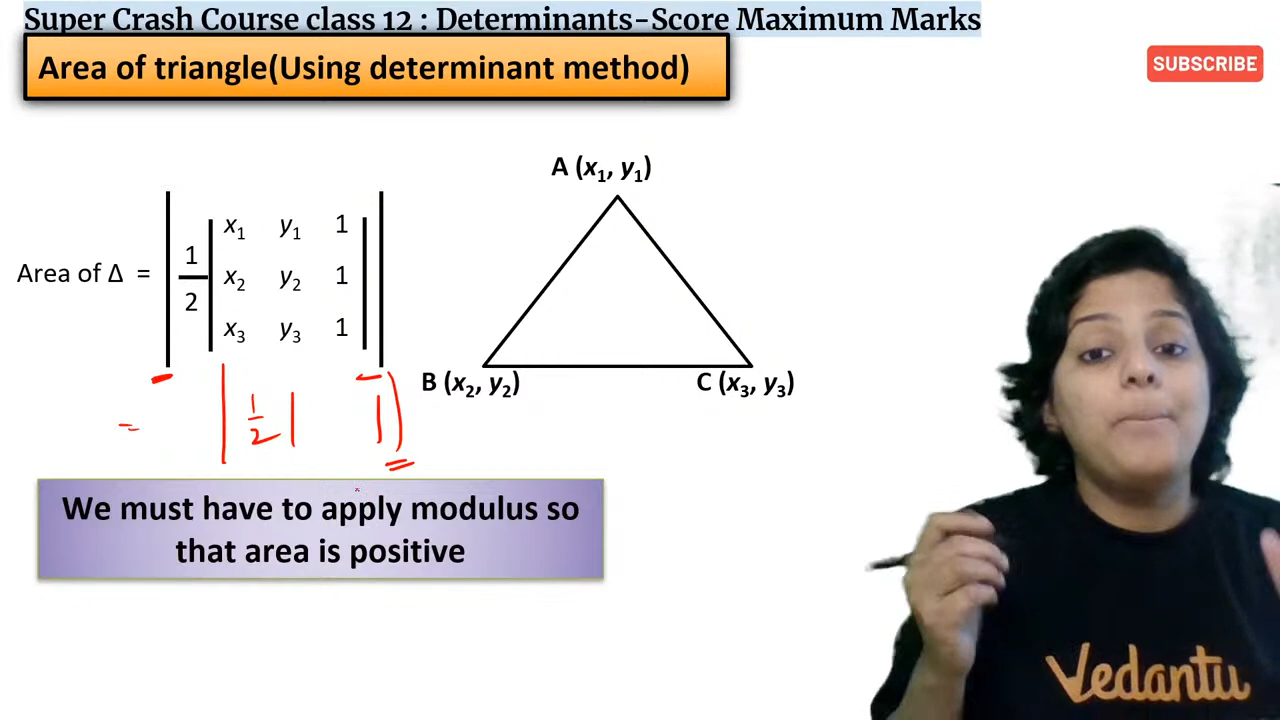 Super Crash Course class 12 : Determinants-Score Maximum Marks
Area of triangle(Using determinant method)
SUBSCRIBE
A (x₁, y₁)
Area of Δ = | 1/2 | x₁ y₁ 1
x₂ y₂ 1
x₃ y₃ 1 | |
B (x₂, y₂)
C (x₃, y₃)
= | 1/2 | | )
We must have to apply modulus so
that area is positive
Vedantu